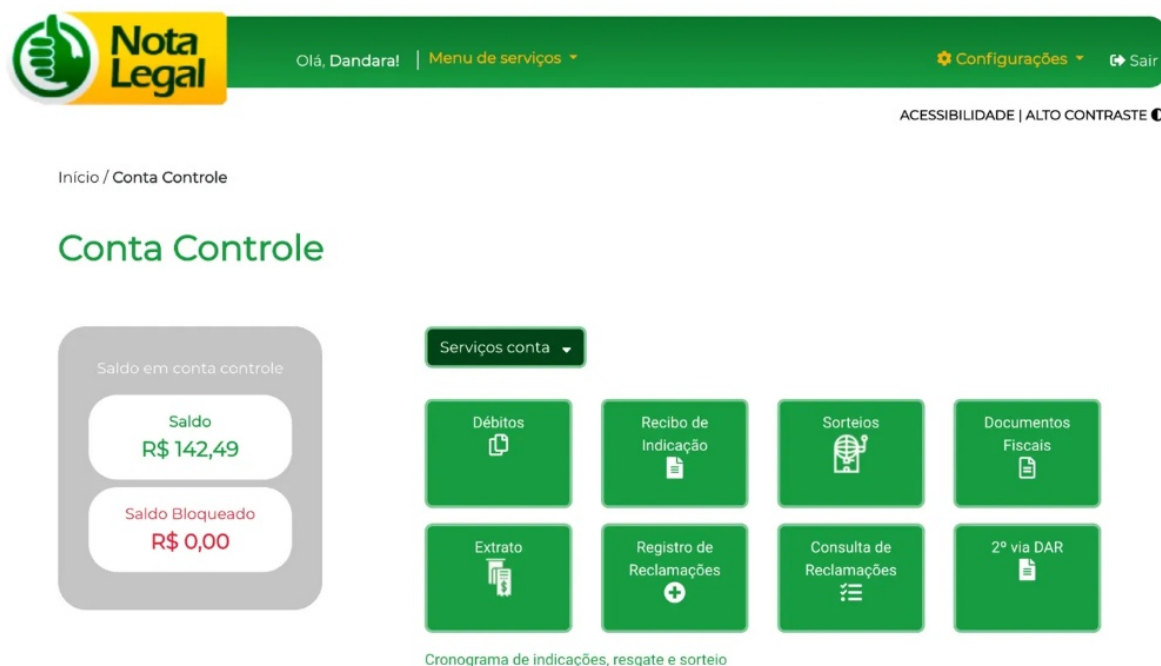 Nota
Legal
Olá, Dandara! | Menu de serviços
Configurações
Sair
ACESSIBILIDADE | ALTO CONTRASTE
Início / Conta Controle
Conta Controle
Saldo em conta controle
Saldo
R$ 142,49
Saldo Bloqueado
R$ 0,00
Serviços conta
Débitos
Recibo de
Indicação
Sorteios
Documentos
Fiscais
Extrato
Registro de
Reclamações
Consulta de
Reclamações
2º via DAR
Cronograma de indicações, resgate e sorteio